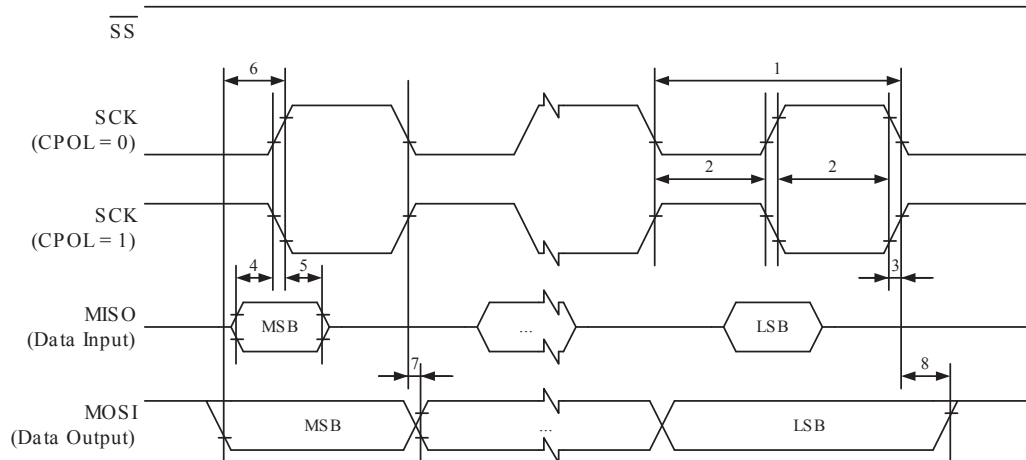 SS
6
1
SCK
(CPOL = 0)
2
2
SCK
(CPOL = 1)
4
5
3
MISO
(Data Input)
MSB
...
LSB
7
8
MOSI
(Data Output)
MSB
...
LSB